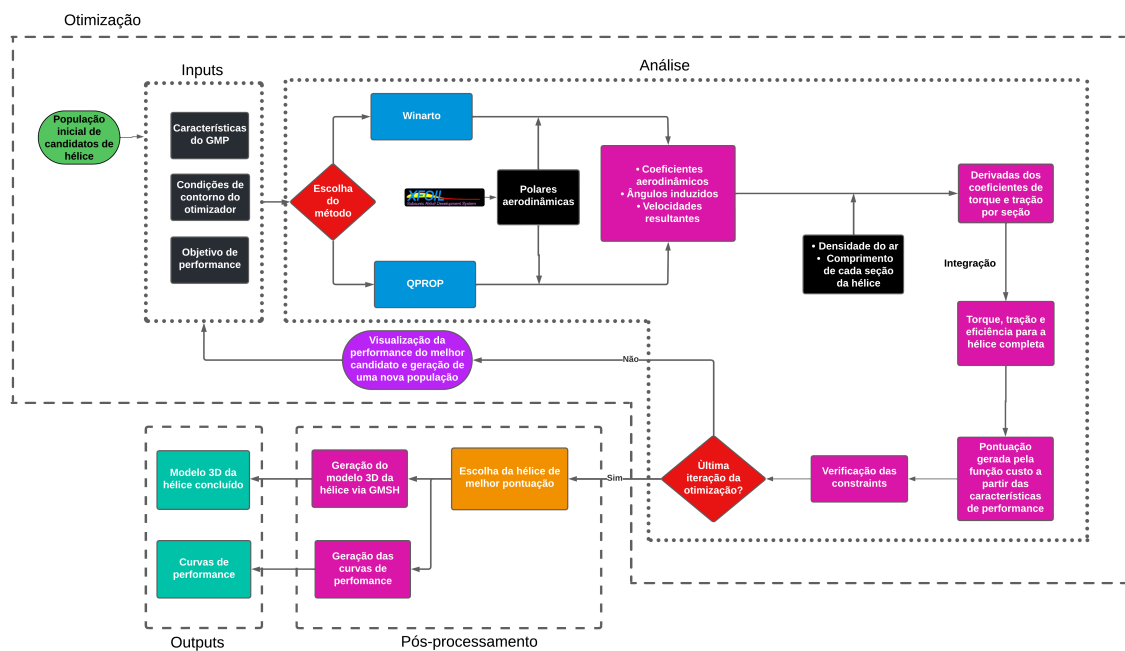 Otimização
Inputs
Análise
População
inicial de
candidatos de
hélice
Características
do GMP
Condições de
contorno do
otimizador
Objetivo de
performance
Escolha
do
método
Winarto
QPROP
XFOIL
Subsonic Airfoil Development System
Polares
aerodinâmicas
• Coeficientes
aerodinâmicos
• Ângulos induzidos
• Velocidades
resultantes
• Densidade do ar
• Comprimento
de cada seção
da hélice
Derivadas dos
coeficientes de
torque e tração
por seção
Integração
Torque, tração e
eficiência para a
hélice completa
Pontuação
gerada pela
função custo a
partir das
características
de performance
Verificação das
constraints
Última
iteração da
otimização?
Não
Visualização da
performance do melhor
candidato e geração de
uma nova população
Sim
Escolha da hélice de
melhor pontuação
Geração do
modelo 3D da
hélice via GMSH
Geração das
curvas de
perfomance
Modelo 3D da
hélice concluído
Curvas de
performance
Outputs
Pós-processamento